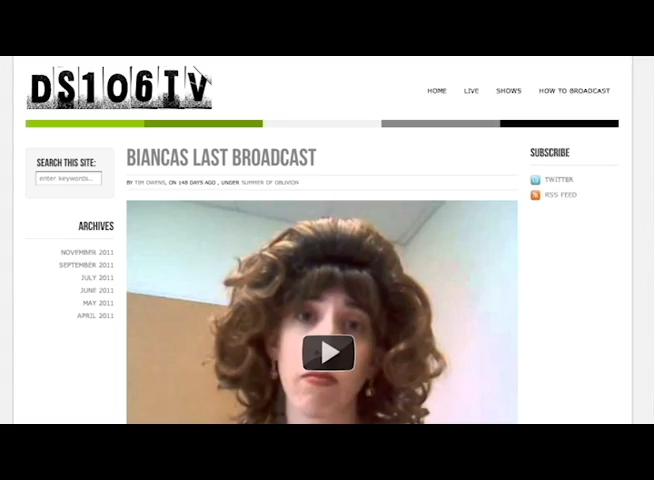 DS106TV
HOME LIVE SHOWS HOW TO BROADCAST
SEARCH THIS SITE:
enter keywords...
ARCHIVES
NOVEMBER 2011
SEPTEMBER 2011
JULY 2011
JUNE 2011
MAY 2011
APRIL 2011
BIANCAS LAST BROADCAST
BY TIM OWENS, ON 148 DAYS AGO , UNDER SUMMER OF OBLIVION
SUBSCRIBE
TWITTER
RSS FEED